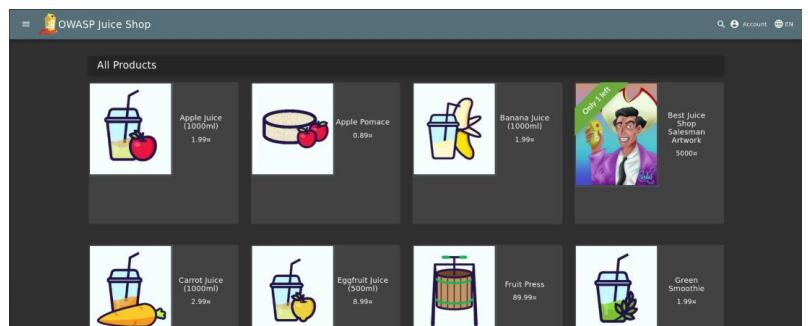 OWASP Juice Shop
Account
EN
All Products
Apple Juice
(1000ml)
1.99¤
Apple Pomace
0.89¤
Banana Juice
(1000ml)
1.99¤
Only 1 left
Best Juice
Shop
Salesman
Artwork
5000¤
Carrot Juice
(1000ml)
2.99¤
Eggfruit Juice
(500ml)
8.99¤
Fruit Press
89.99¤
Green
Smoothie
1.99¤